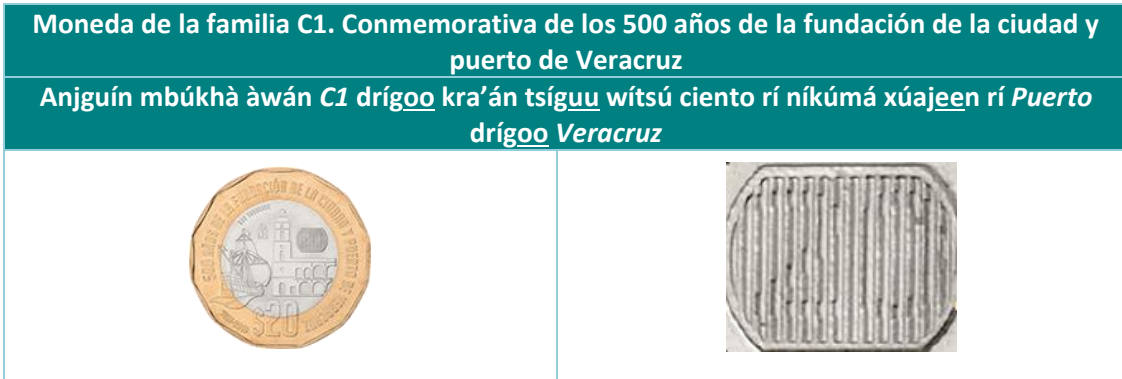 Moneda de la familia C1. Conmemorativa de los 500 años de la fundación de la ciudad y
puerto de Veracruz
Anjguín mbúkhà àwán C1 drígoo kra’án tsíguu wítsú ciento rí níkúmá xúajeen rí Puerto
drígoo Veracruz
500 AÑOS DE LA FUNDACIÓN DE LA CIUDAD Y PUERTO DE VERACRUZ
$20